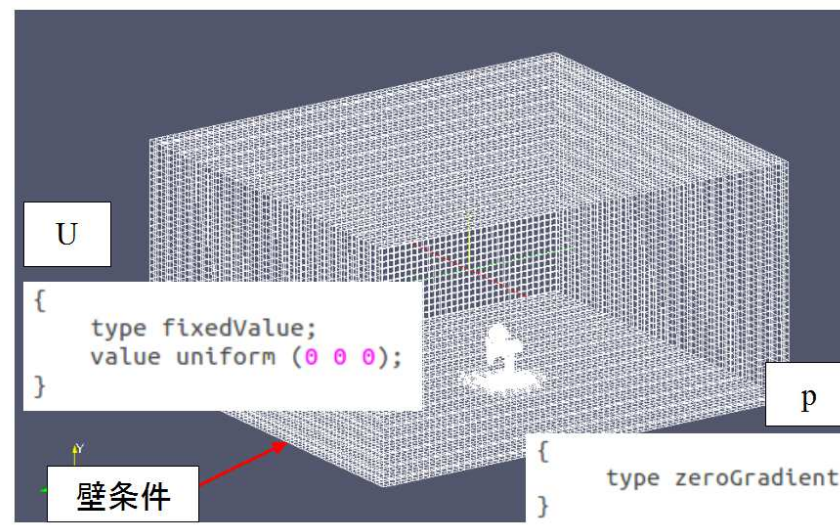 U
{
type fixedValue;
value uniform (0 0 0);
}
p
{
type zeroGradient
}
壁条件
Y